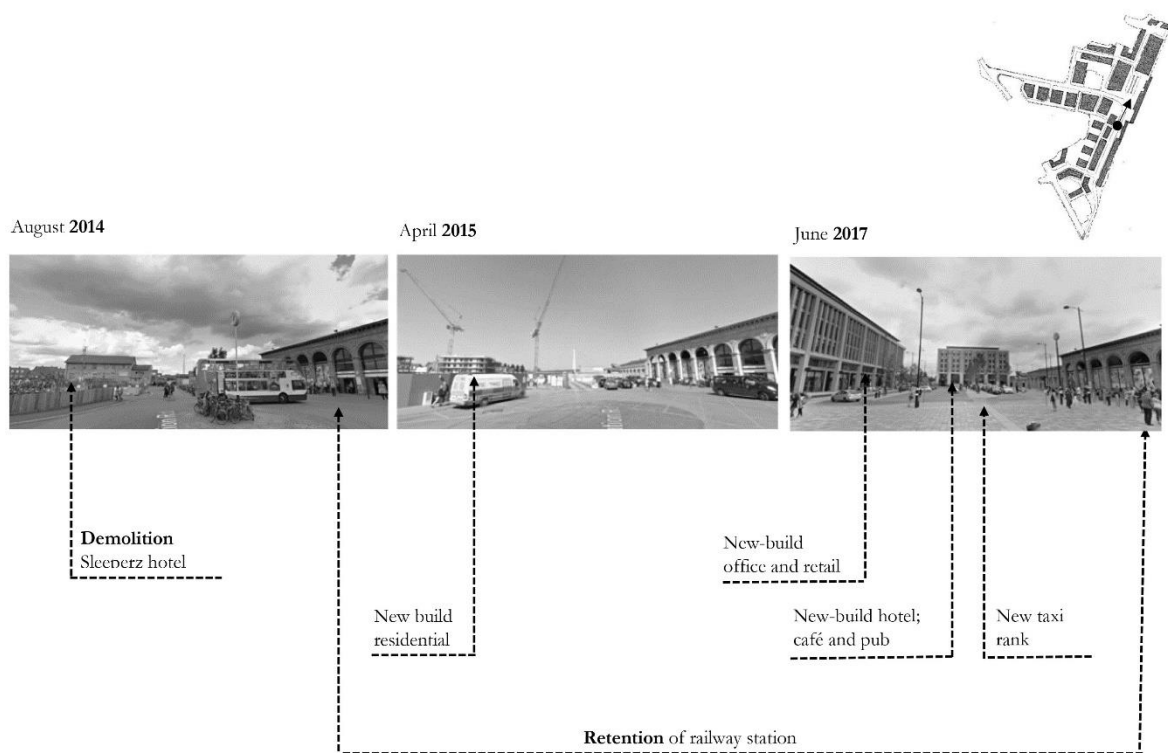 August 2014
April 2015
June 2017
Demolition
Sleeperz hotel
New build
residential
New-build
office and retail
New-build hotel;
café and pub
New taxi
rank
Retention of railway station